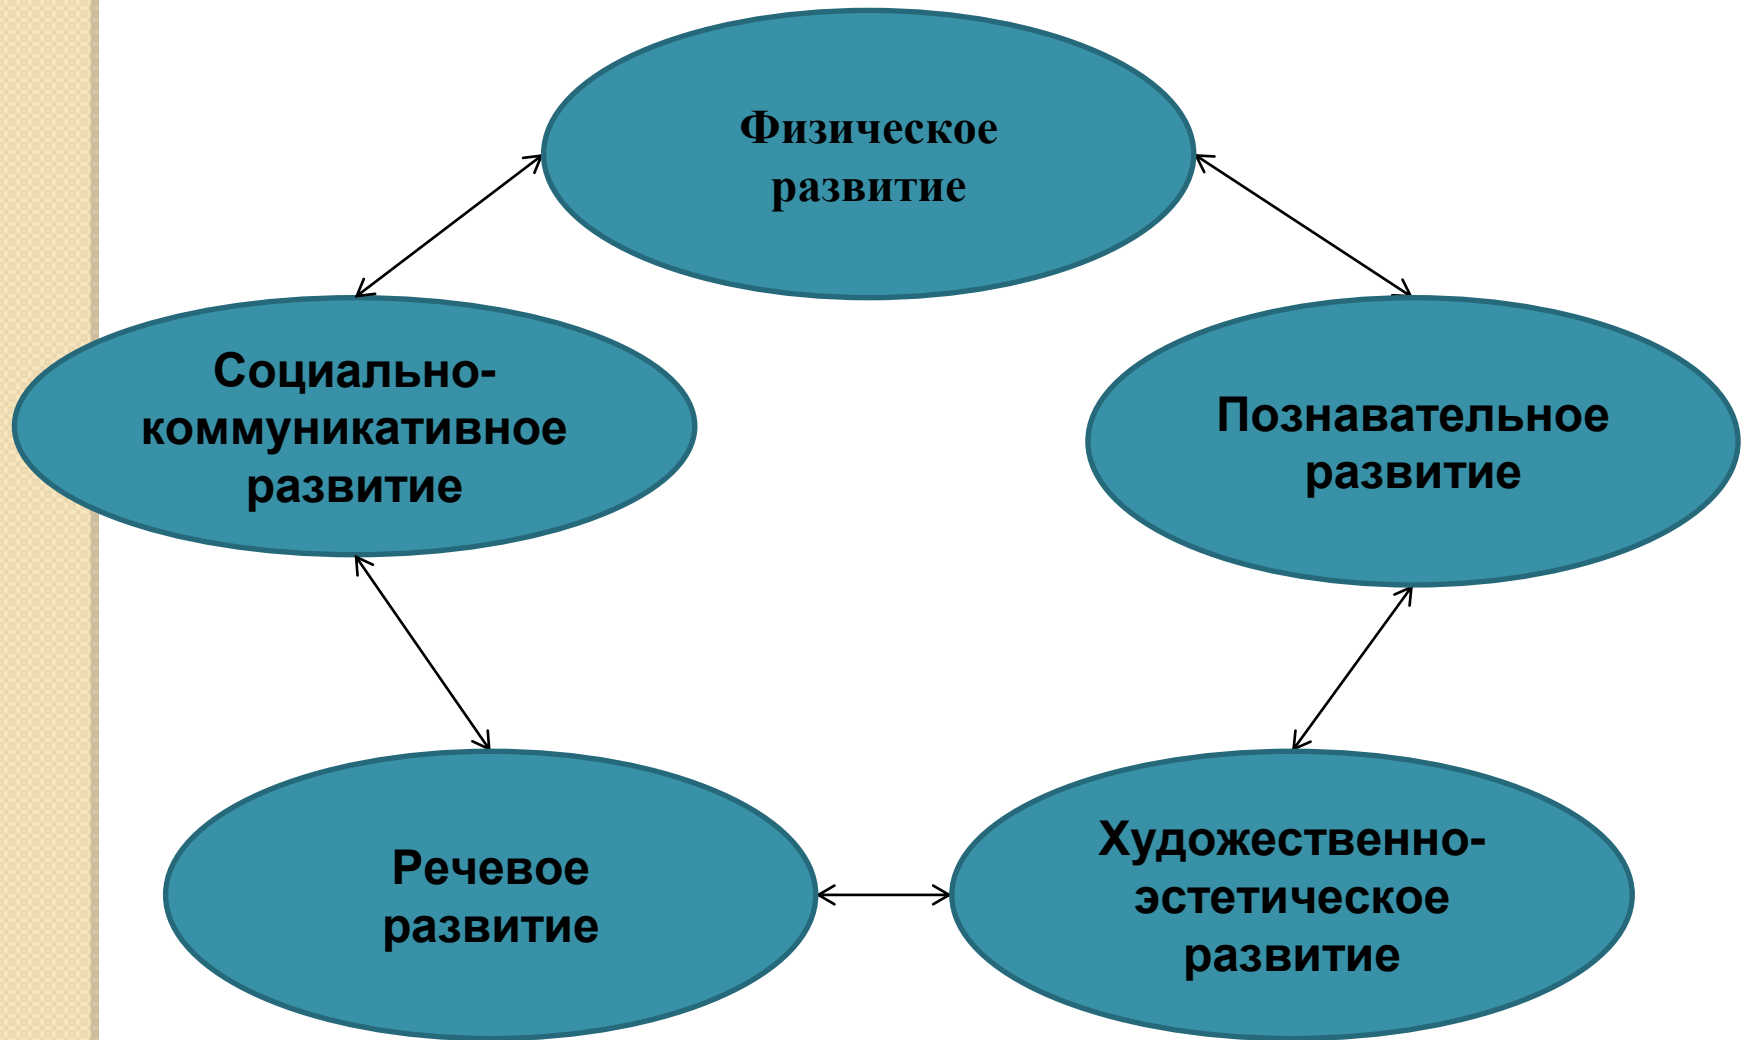 Физическое
развитие
Социально-
коммуникативное
развитие
Познавательное
развитие
Речевое
развитие
Художественно-
эстетическое
развитие